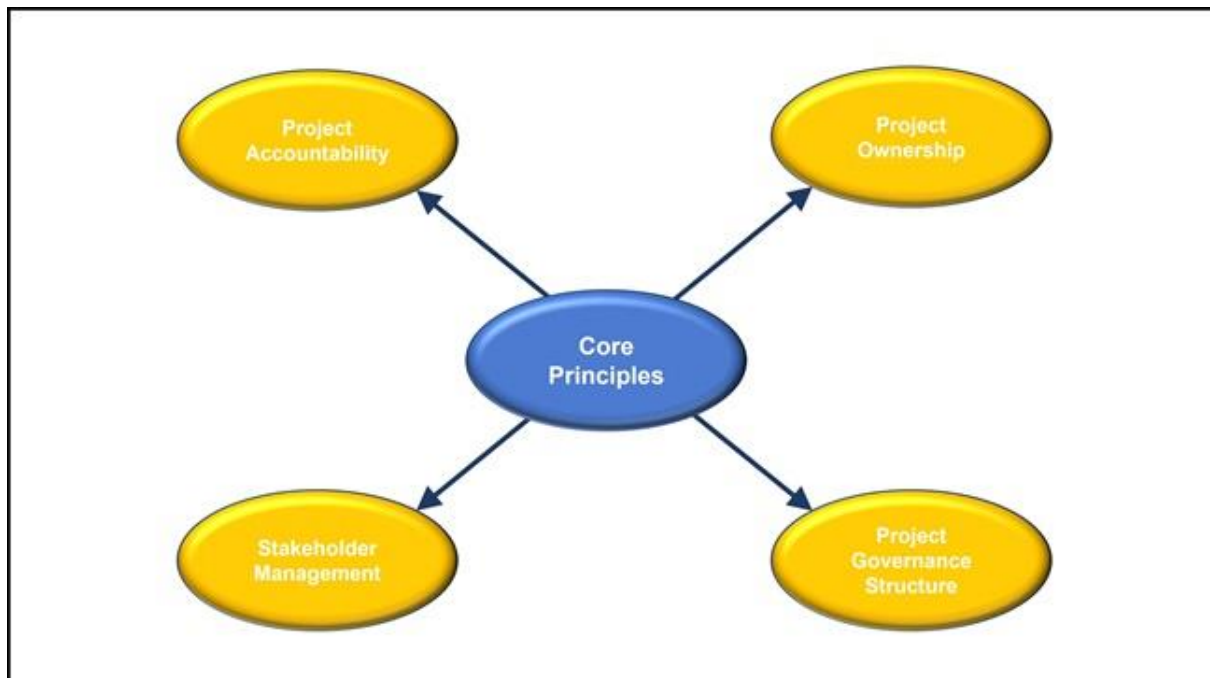 Project
Accountability
Project
Ownership
Core
Principles
Stakeholder
Management
Project
Governance
Structure